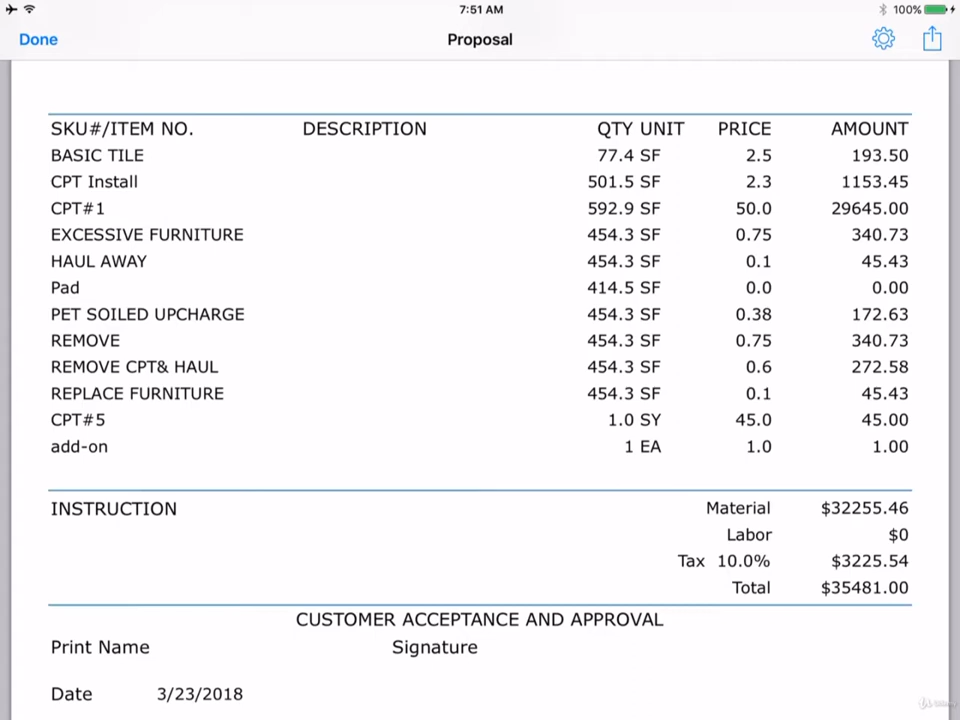 7:51 AM
100%
Done
Proposal
SKU#/ITEM NO. DESCRIPTION QTY UNIT PRICE AMOUNT
BASIC TILE 77.4 SF 2.5 193.50
CPT Install 501.5 SF 2.3 1153.45
CPT#1 592.9 SF 50.0 29645.00
EXCESSIVE FURNITURE 454.3 SF 0.75 340.73
HAUL AWAY 454.3 SF 0.1 45.43
Pad 414.5 SF 0.0 0.00
PET SOILED UPCHARGE 454.3 SF 0.38 172.63
REMOVE 454.3 SF 0.75 340.73
REMOVE CPT& HAUL 454.3 SF 0.6 272.58
REPLACE FURNITURE 454.3 SF 0.1 45.43
CPT#5 1.0 SY 45.0 45.00
add-on 1 EA 1.0 1.00
INSTRUCTION Material $32255.46
Labor $0
Tax 10.0% $3225.54
Total $35481.00
CUSTOMER ACCEPTANCE AND APPROVAL
Print Name Signature
Date 3/23/2018